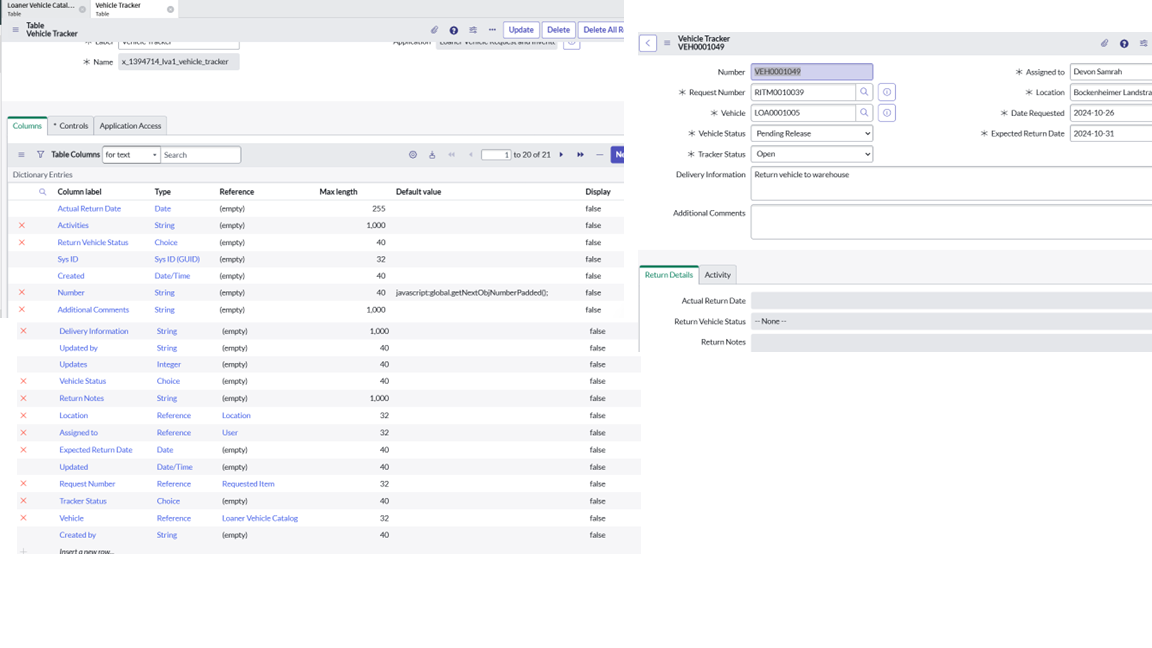 Loaner Vehicle Catal...
Table
Vehicle Tracker
Table
Table
Vehicle Tracker
Update
Delete
Delete All R
Label
Vehicle Tracker
Application
Loaner Vehicle Request and Invent
Name x_1394714_lva1_vehicle_tracker
Columns
* Controls
Application Access
Table Columns for text Search 1 to 20 of 21 Ne
Dictionary Entries
Column label Type Reference Max length Default value Display
Actual Return Date Date (empty) 255 false
Activities String (empty) 1,000 false
Return Vehicle Status Choice (empty) 40 false
Sys ID Sys ID (GUID) (empty) 32 false
Created Date/Time (empty) 40 false
Number String (empty) 40 javascript:global.getNextObjNumberPadded(); false
Additional Comments String (empty) 1,000 false
Delivery Information String (empty) 1,000 false
Updated by String (empty) 40 false
Updates Integer (empty) 40 false
Vehicle Status Choice (empty) 40 false
Return Notes String (empty) 1,000 false
Location Reference Location 32 false
Assigned to Reference User 32 false
Expected Return Date Date (empty) 40 false
Updated Date/Time (empty) 40 false
Request Number Reference Requested Item 32 false
Tracker Status Choice (empty) 40 false
Vehicle Reference Loaner Vehicle Catalog 32 false
Created by String (empty) 40 false
Insert a new row...
Vehicle Tracker
VEH0001049
Number VEH0001049
Assigned to Devon Samrah
Request Number RITM0010039
Location Bockenheimer Landstra
Vehicle LOA0001005
Date Requested 2024-10-26
Vehicle Status Pending Release
Expected Return Date 2024-10-31
Tracker Status Open
Delivery Information Return vehicle to warehouse
Additional Comments
Return Details
Activity
Actual Return Date
Return Vehicle Status -- None --
Return Notes